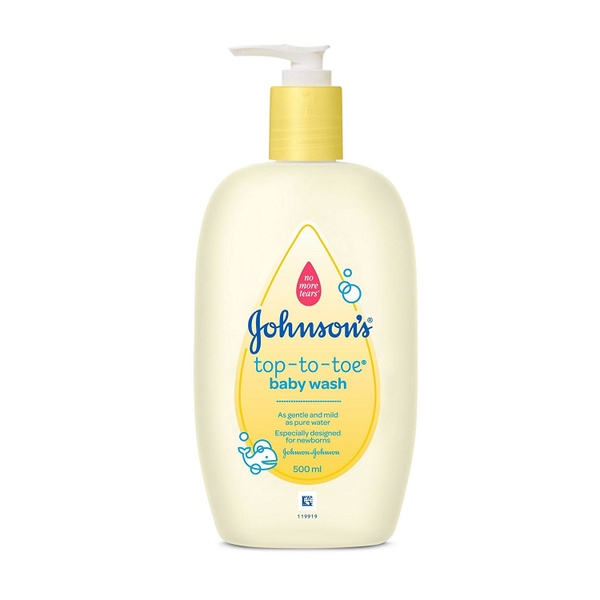 no
more
tears®
Johnson's®
top-to-toe®
baby wash
As gentle and mild
as pure water
Especially designed
for newborns
Johnson & Johnson
500 ml
119919